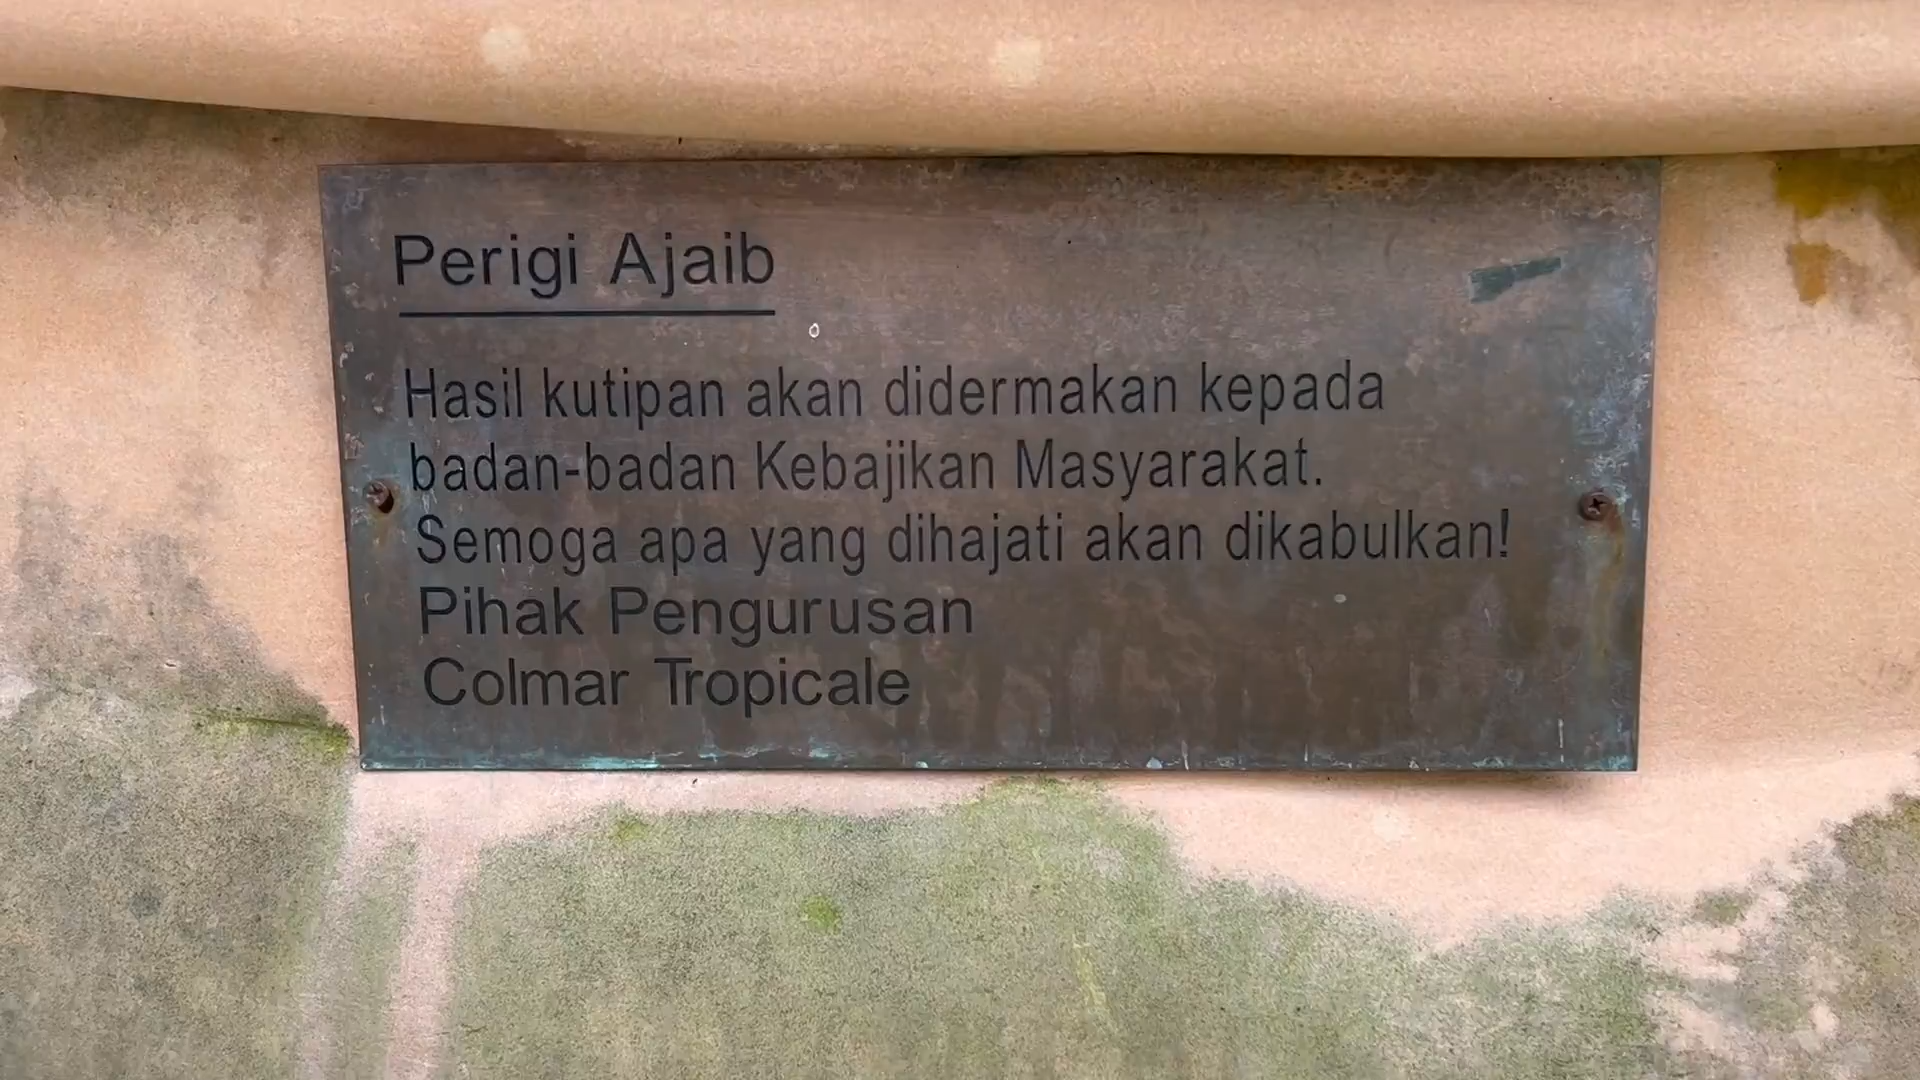 Perigi Ajaib
Hasil kutipan akan didermakan kepada
badan-badan Kebajikan Masyarakat.
Semoga apa yang dihajati akan dikabulkan!
Pihak Pengurusan
Colmar Tropicale